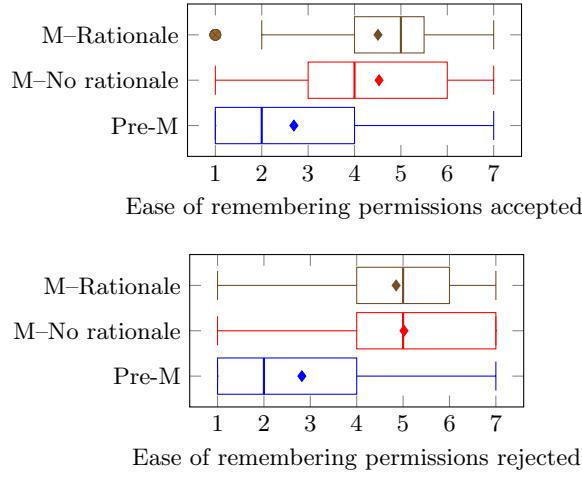 M–Rationale
M–No rationale
Pre-M
1 2 3 4 5 6 7
Ease of remembering permissions accepted
M–Rationale
M–No rationale
Pre-M
1 2 3 4 5 6 7
Ease of remembering permissions rejected